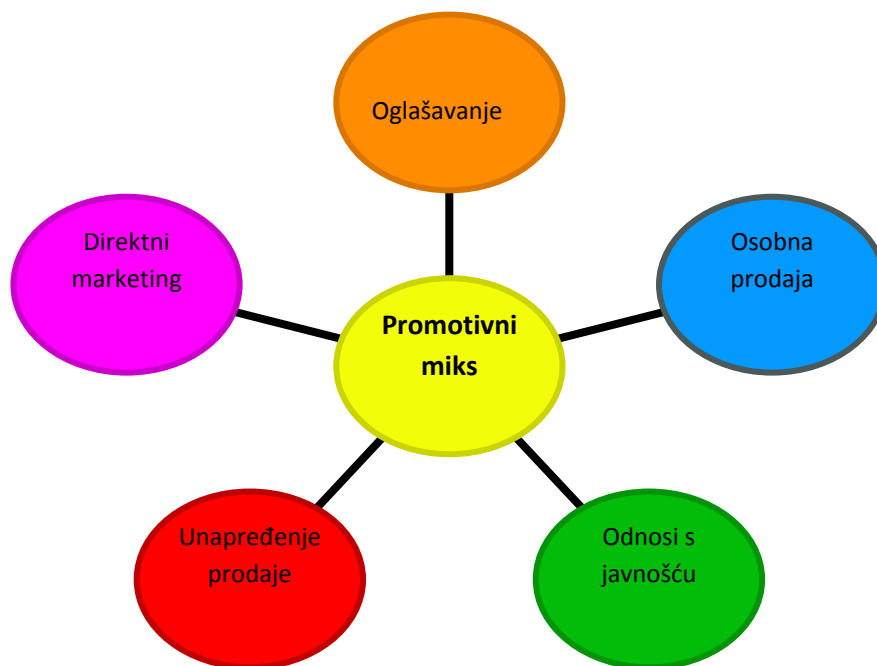 Oglašavanje
Direktni
marketing
Osobna
prodaja
Promotivni
miks
Unapređenje
prodaje
Odnosi s
javnošću